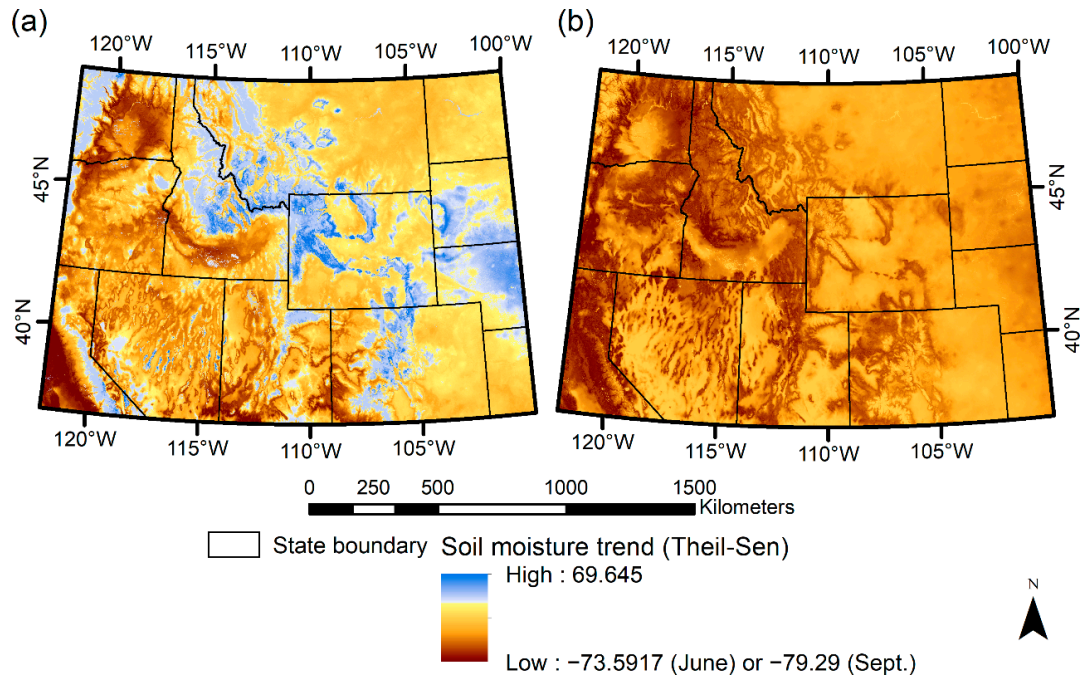 (a)
(b)
120°W 115°W 110°W 105°W 100°W
120°W 115°W 110°W 105°W 100°W
45°N
40°N
45°N
40°N
120°W 115°W 110°W 105°W
120°W 115°W 110°W 105°W
0 250 500 1000 1500
Kilometers
State boundary
Soil moisture trend (Theil-Sen)
High : 69.645
Low : −73.5917 (June) or −79.29 (Sept.)
N